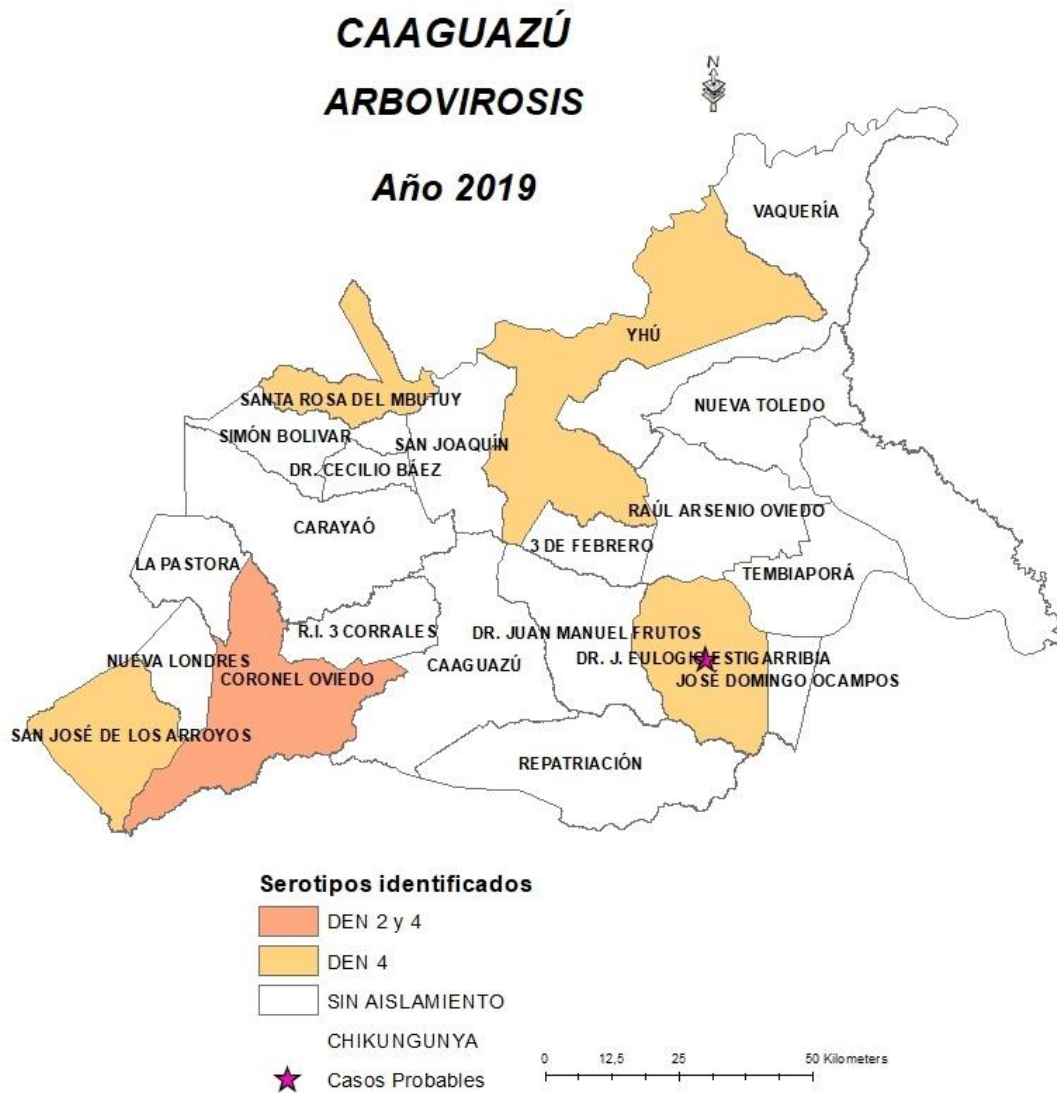 CAAGUAZÚ
ARBOVIROSIS
Año 2019
N
VAQUERÍA
YHÚ
SANTA ROSA DEL MBUTUY
NUEVA TOLEDO
SIMÓN BOLIVAR
SAN JOAQUÍN
DR. CECILIO BÁEZ
CARAYAÓ
RAÚL ARSENIO OVIEDO
3 DE FEBRERO
LA PASTORA
TEMBIAPORÁ
R.I. 3 CORRALES
DR. JUAN MANUEL FRUTOS
NUEVA LONDRES
CAAGUAZÚ
DR. J. EULOGIO ESTIGARRIBIA
CORONEL OVIEDO
JOSÉ DOMINGO OCAMPOS
SAN JOSÉ DE LOS ARROYOS
REPATRIACIÓN
Serotipos identificados
DEN 2 y 4
DEN 4
SIN AISLAMIENTO
CHIKUNGUNYA
Casos Probables
0 12,5 25 50 Kilometers